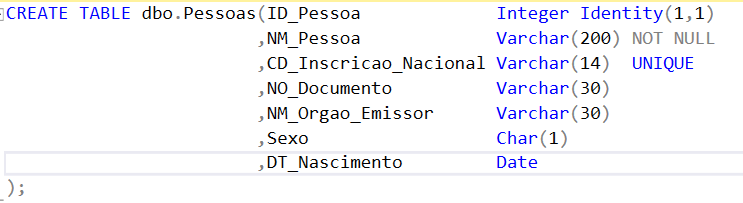 CREATE TABLE dbo.Pessoas(ID_Pessoa Integer Identity(1,1)
,NM_Pessoa Varchar(200) NOT NULL
,CD_Inscricao_Nacional Varchar(14) UNIQUE
,NO_Documento Varchar(30)
,NM_Orgao_Emissor Varchar(30)
,Sexo Char(1)
,DT_Nascimento Date
);